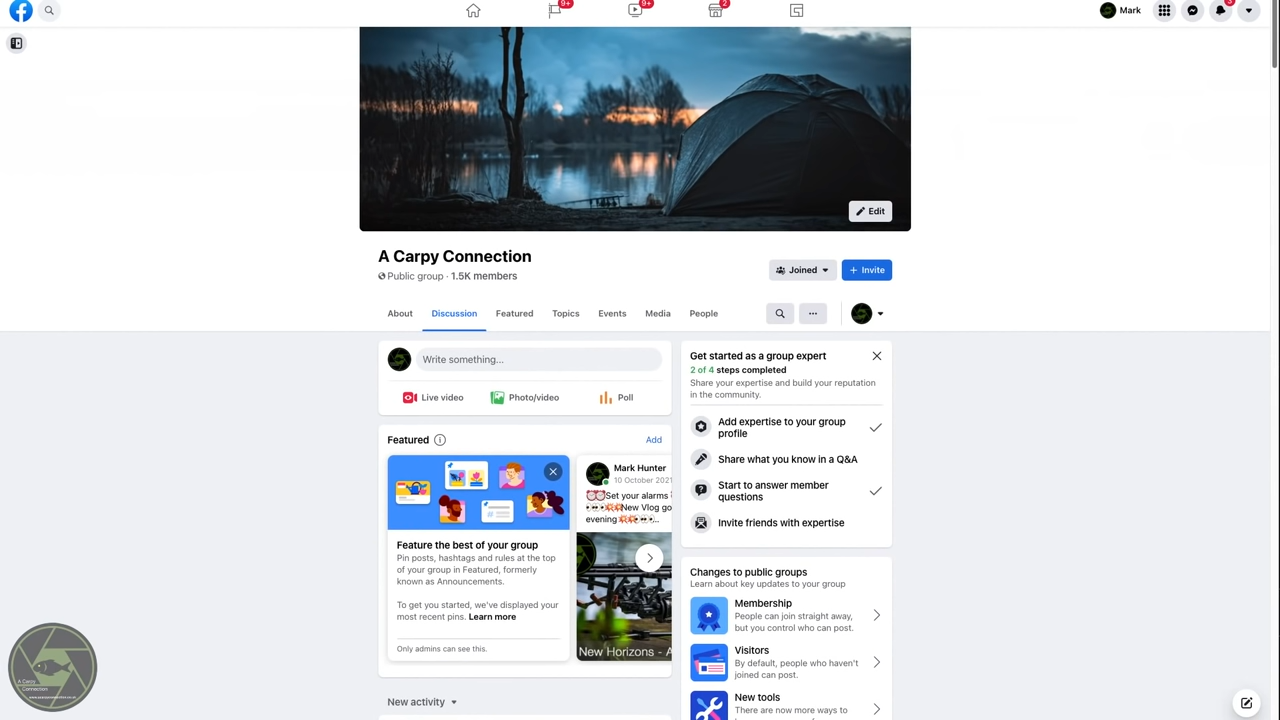 9+
9+
2
Mark
3
Edit
A Carpy Connection
Public group · 1.5K members
Joined
+ Invite
About
Discussion
Featured
Topics
Events
Media
People
Write something...
Live video
Photo/video
Poll
Featured
Add
Feature the best of your group
Pin posts, hashtags and rules at the top
of your group in Featured, formerly
known as Announcements.
To get you started, we've displayed your
most recent pins. Learn more
Only admins can see this.
Mark Hunter
10 October 2021
⏰⏰Set your alarms
👀👀💥💥New Vlog go
evening 💥💥👀👀...
New Horizons - A
New activity
Get started as a group expert
2 of 4 steps completed
Share your expertise and build your reputation
in the community.
Add expertise to your group
profile
Share what you know in a Q&A
Start to answer member
questions
Invite friends with expertise
Changes to public groups
Learn about key updates to your group
Membership
People can join straight away,
but you control who can post.
Visitors
By default, people who haven't
joined can post.
New tools
There are now more ways to
Connection